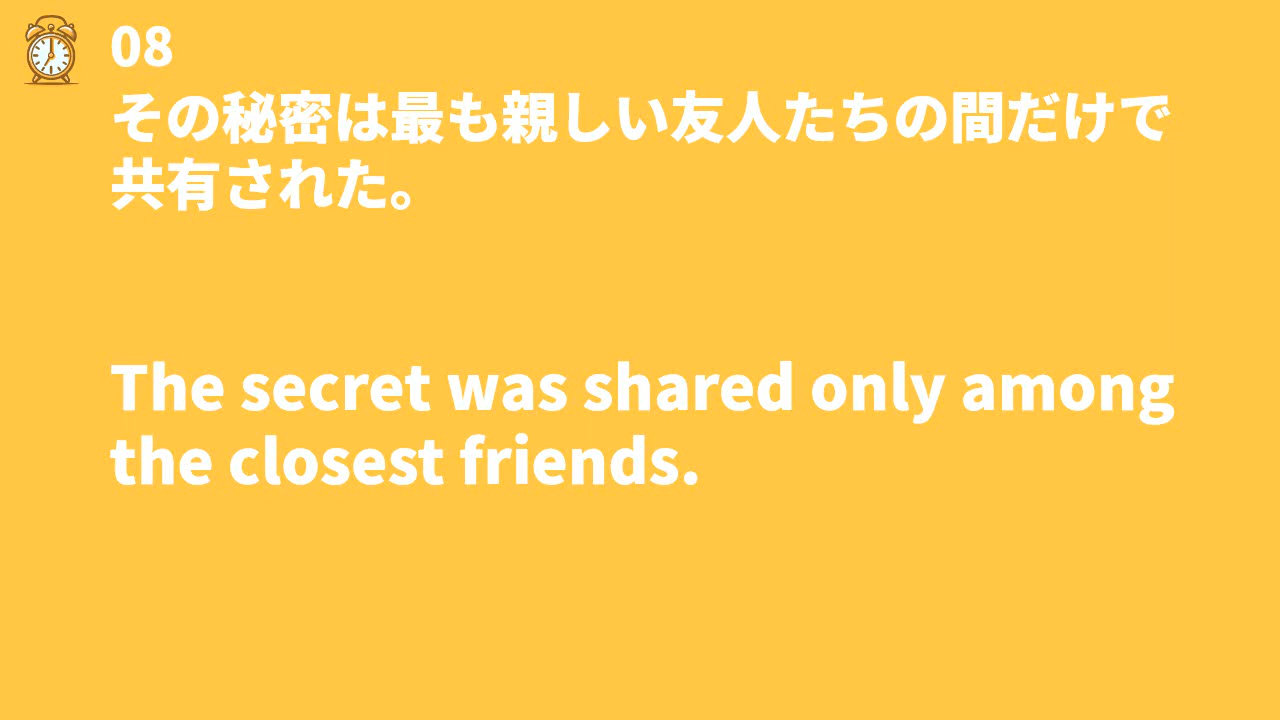 08
その秘密は最も親しい友人たちの間だけで
共有された。
The secret was shared only among
the closest friends.